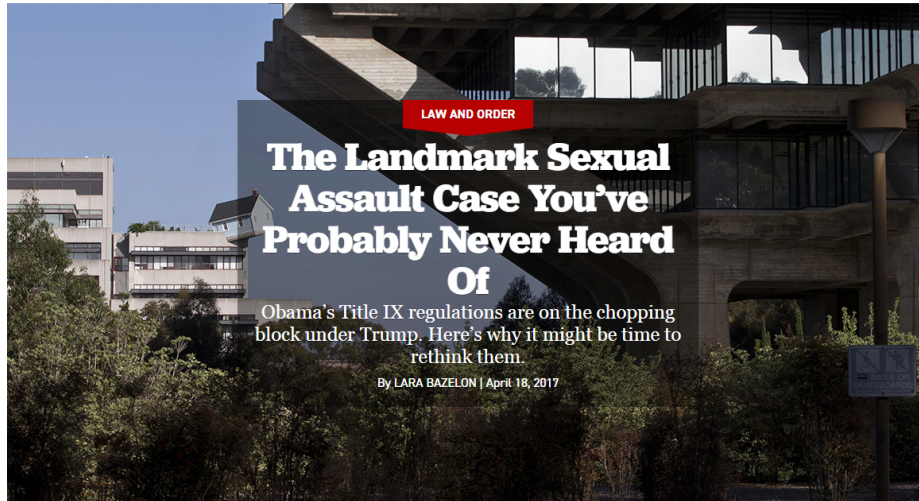 LAW AND ORDER
The Landmark Sexual
Assault Case You’ve
Probably Never Heard
Of
Obama’s Title IX regulations are on the chopping
block under Trump. Here’s why it might be time to
rethink them.
By LARA BAZELON | April 18, 2017